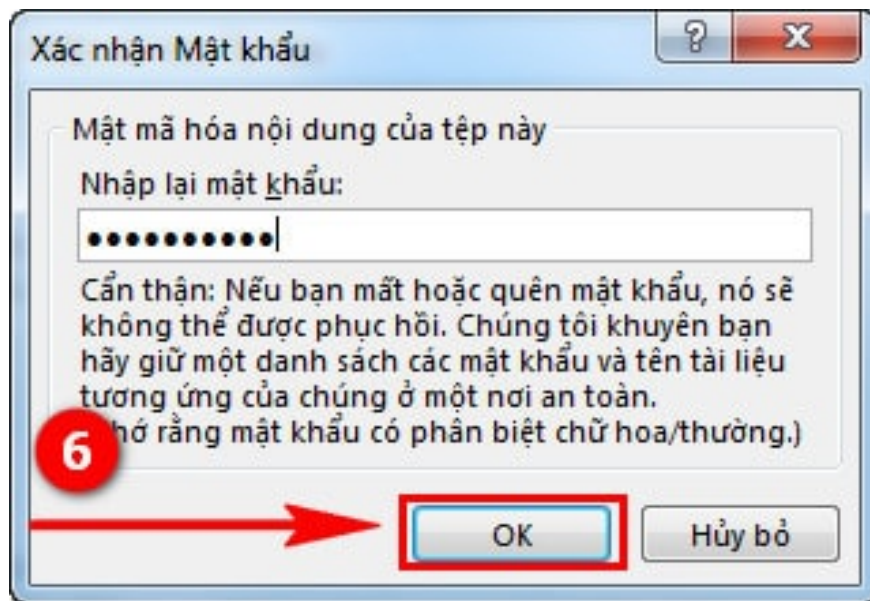 Xác nhận Mật khẩu
?
Mật mã hóa nội dung của tệp này
Nhập lại mật khẩu:
••••••••••
Cẩn thận: Nếu bạn mất hoặc quên mật khẩu, nó sẽ
không thể được phục hồi. Chúng tôi khuyên bạn
hãy giữ một danh sách các mật khẩu và tên tài liệu
tương ứng của chúng ở một nơi an toàn.
rằng mật khẩu có phân biệt chữ hoa/thường.)
6
OK
Hủy bỏ